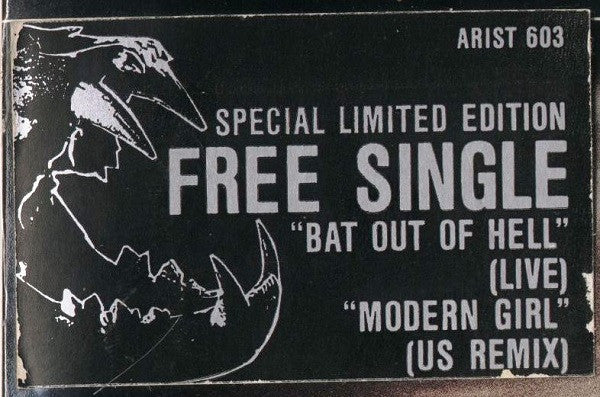 ARIST 603
SPECIAL LIMITED EDITION
FREE SINGLE
"BAT OUT OF HELL"
(LIVE)
"MODERN GIRL"
(US REMIX)